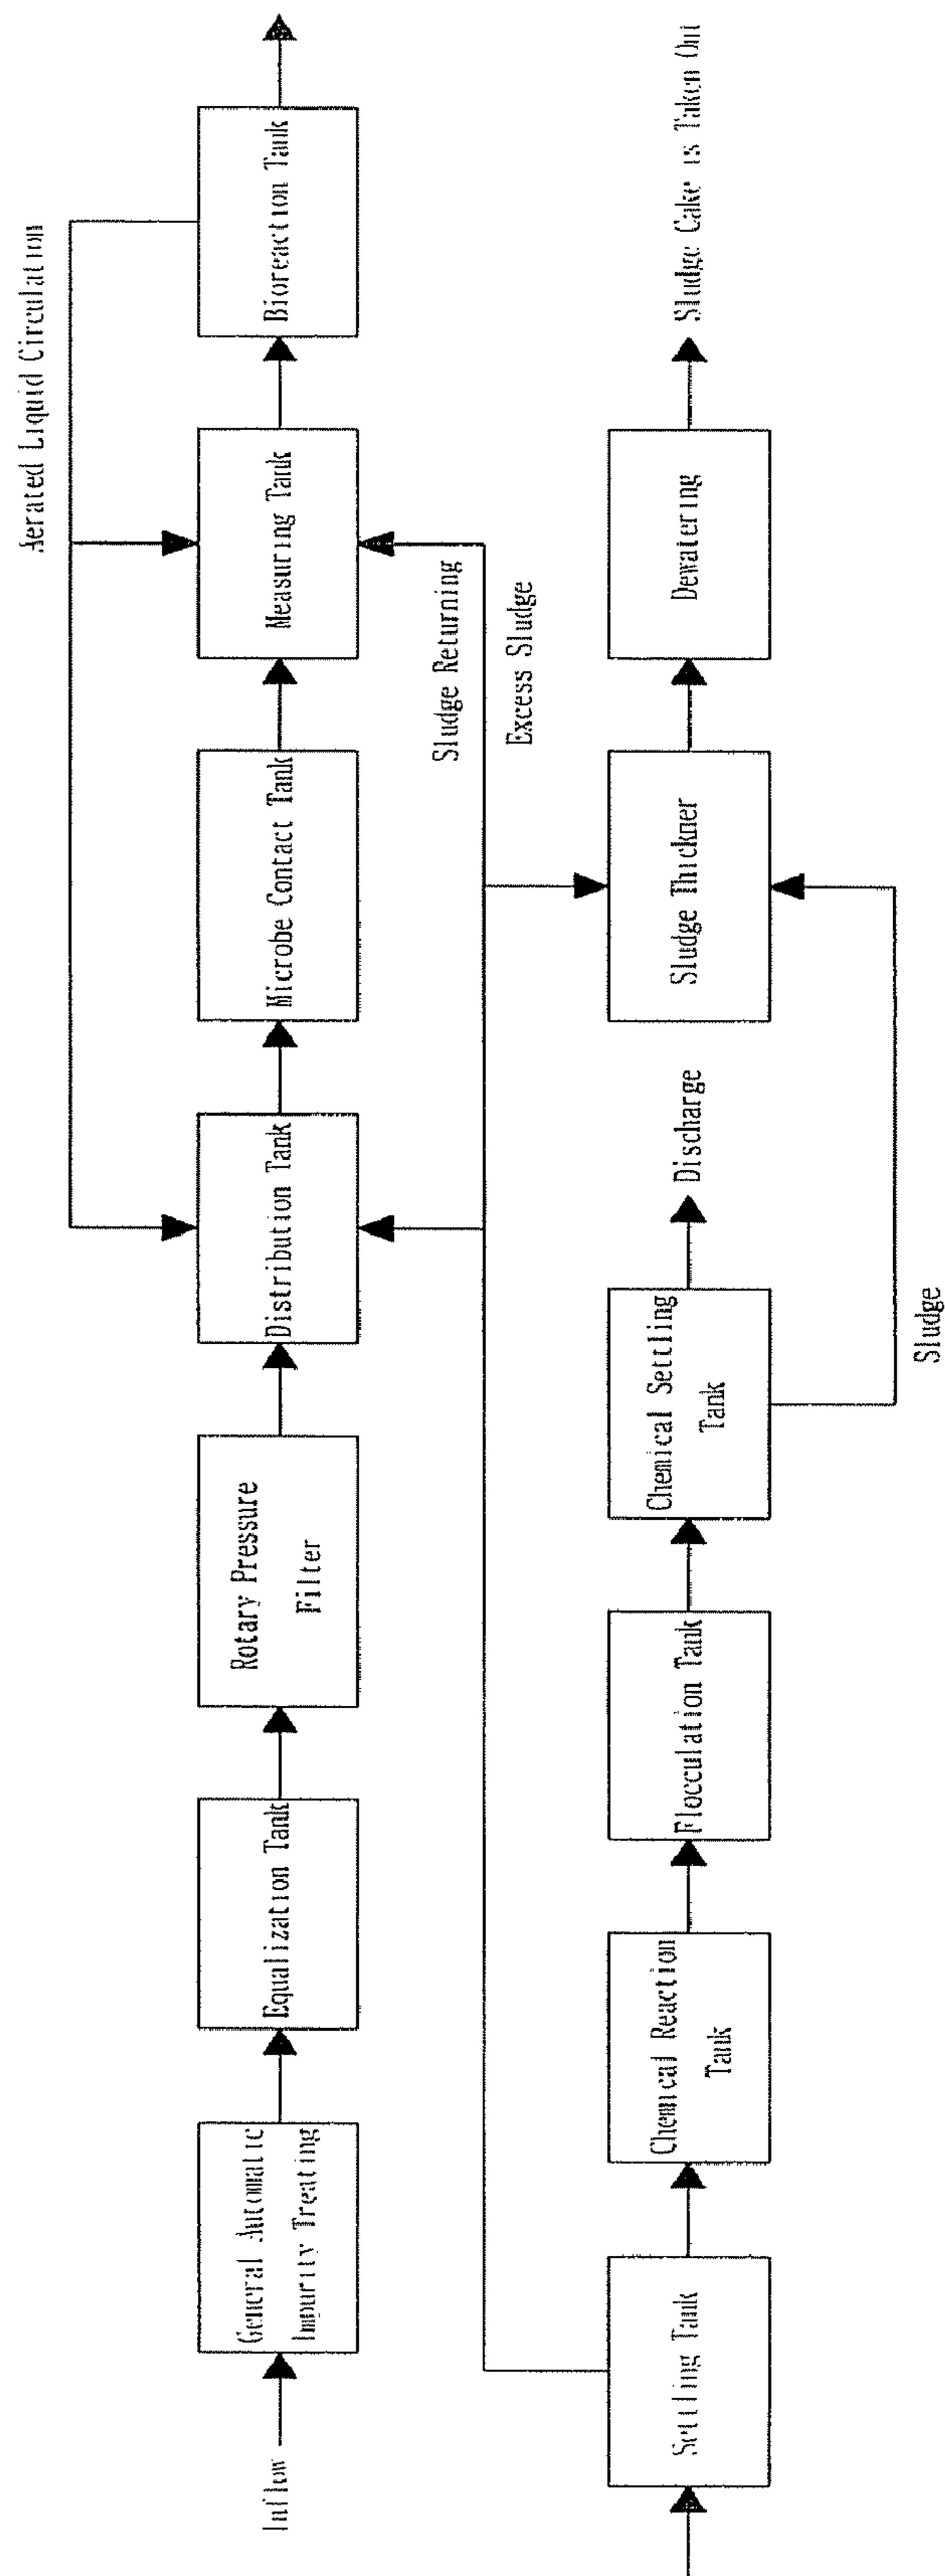 Aerated Liquid Circulation
Inflow
General Automatic
Impurity Treating
Equalization Tank
Rotary Pressure
Filter
Distribution Tank
Microbe Contact Tank
Measuring Tank
Bioreaction Tank
Sludge Returning
Excess Sludge
Settling Tank
Chemical Reaction
Tank
Flocculation Tank
Chemical Settling
Tank
Discharge
Sludge Thickner
Dewatering
Sludge Cake is Taken Out
Sludge